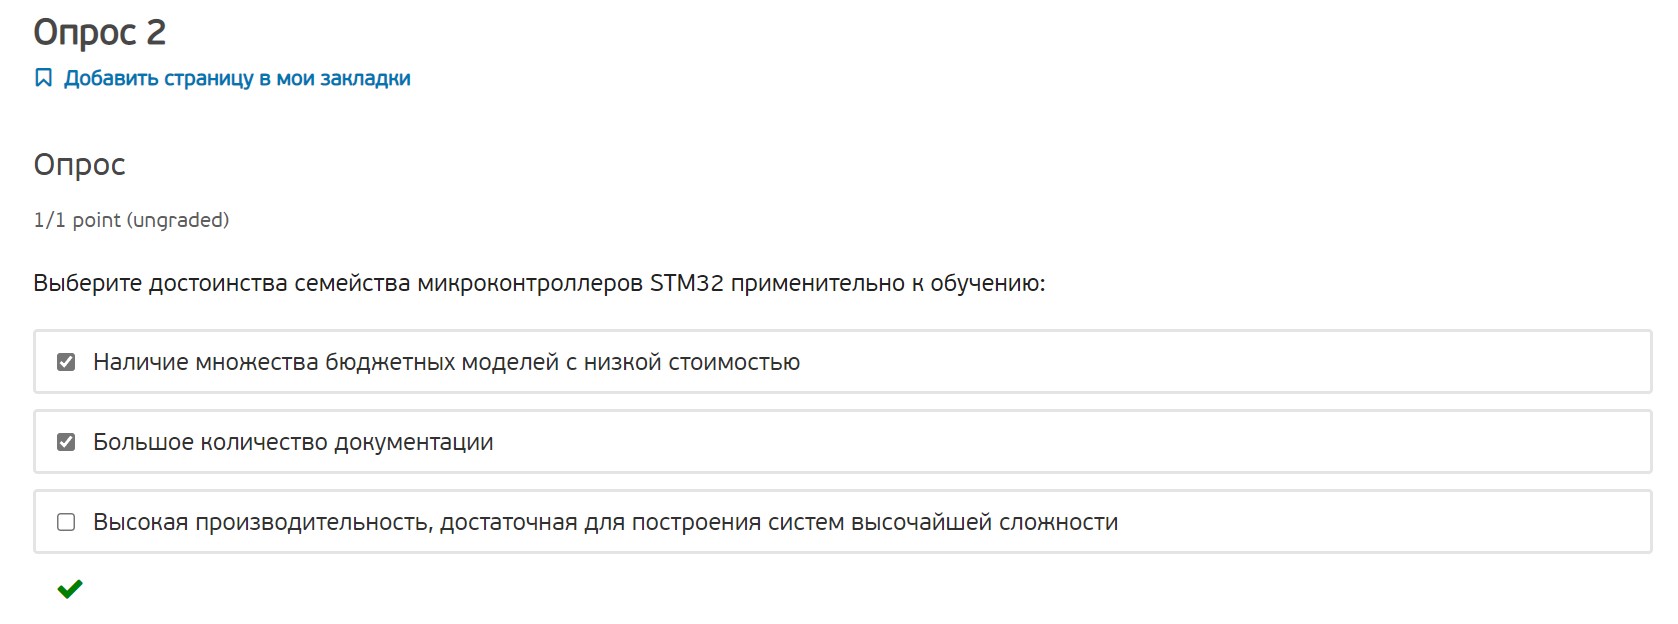 Опрос 2
Добавить страницу в мои закладки
Опрос
1/1 point (ungraded)
Выберите достоинства семейства микроконтроллеров STM32 применительно к обучению:
Наличие множества бюджетных моделей с низкой стоимостью
Большое количество документации
Высокая производительность, достаточная для построения систем высочайшей сложности